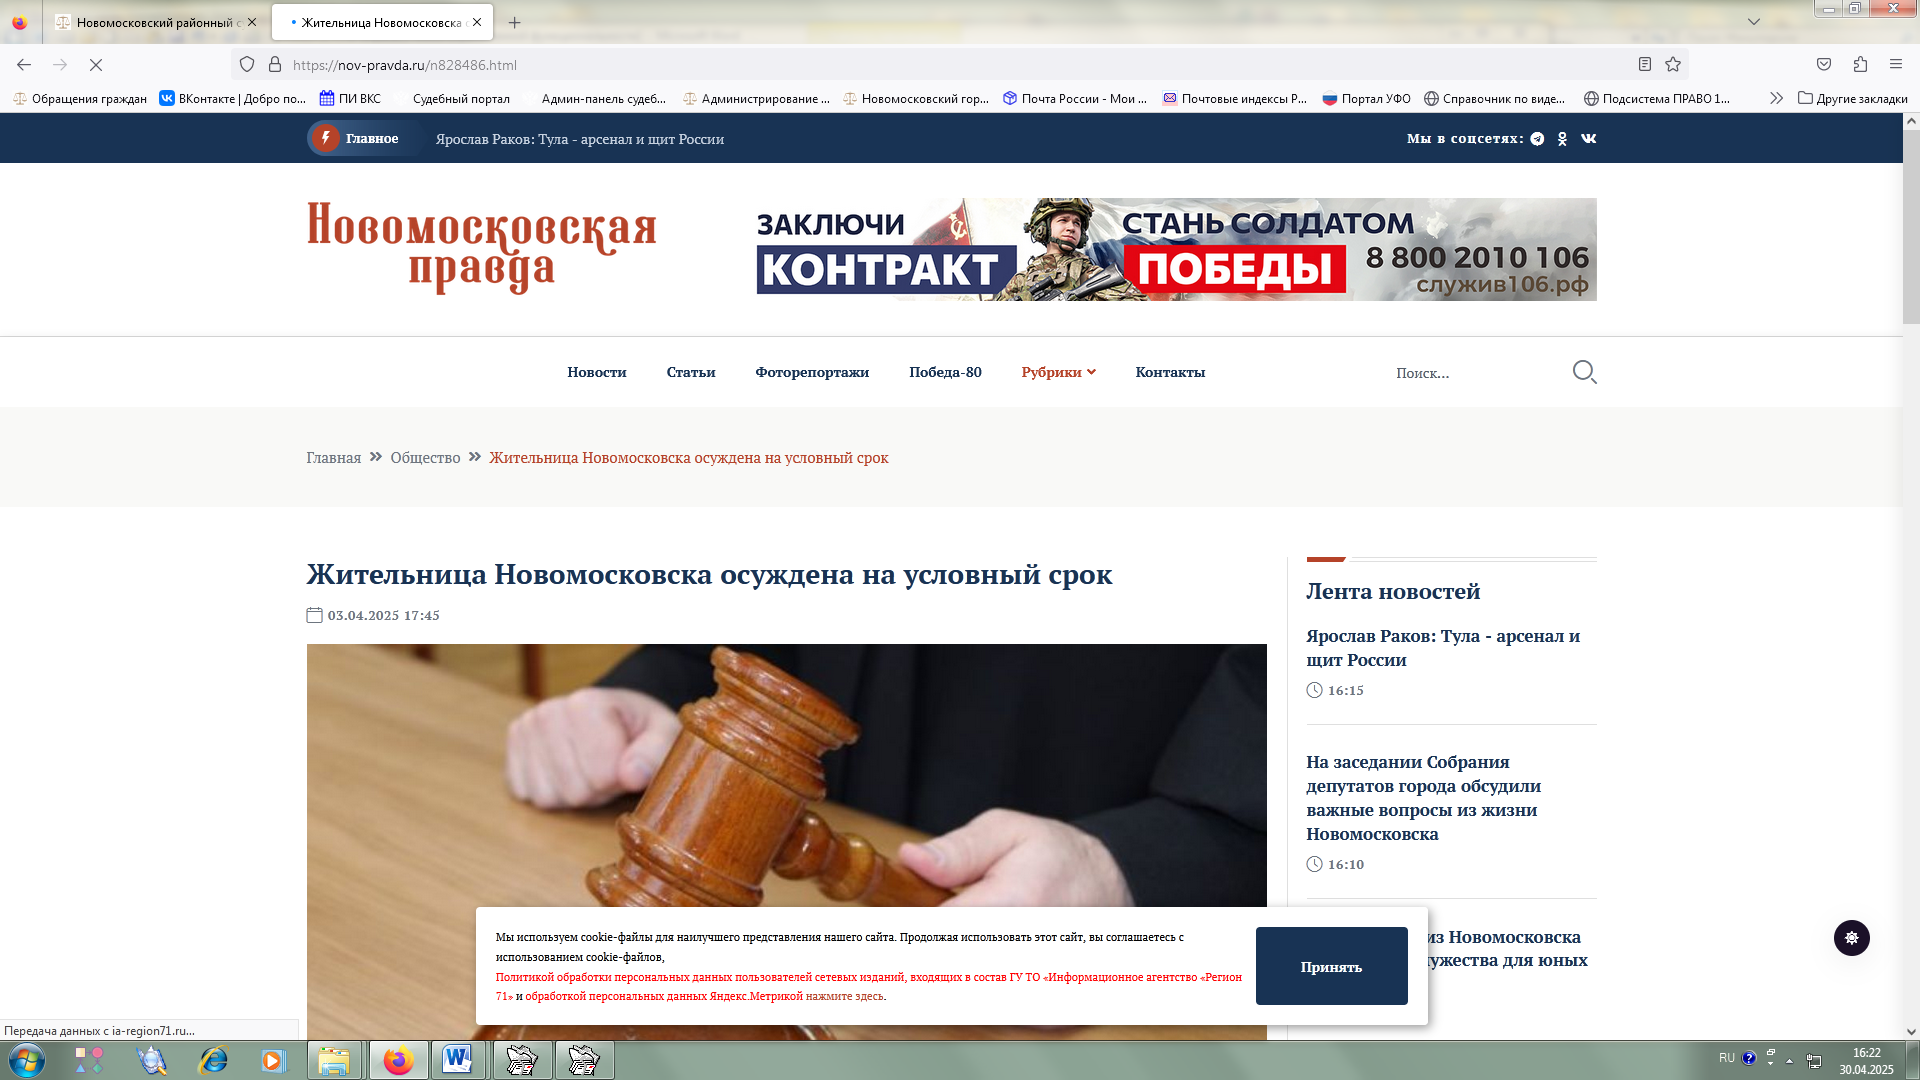 Новомосковский районный с
Жительница Новомосковска
https://nov-pravda.ru/n828486.html
Обращения граждан
ВКонтакте | Добро по...
ПИ ВКС
Судебный портал
Админ-панель судеб...
Администрирование ...
Новомосковский гор...
Почта России - Мои ...
Почтовые индексы Р...
Портал УФО
Справочник по виде...
Подсистема ПРАВО 1...
Другие закладки
Главное
Ярослав Раков: Тула - арсенал и щит России
Мы в соцсетях:
Новомосковская
правда
ЗАКЛЮЧИ
КОНТРАКТ
СТАНЬ СОЛДАТОМ
ПОБЕДЫ
8 800 2010 106
служив106.рф
Новости
Статьи
Фоторепортажи
Победа-80
Рубрики
Контакты
Поиск...
Главная
Общество
Жительница Новомосковска осуждена на условный срок
Жительница Новомосковска осуждена на условный срок
03.04.2025 17:45
Лента новостей
Ярослав Раков: Тула - арсенал и
щит России
16:15
На заседании Собрания
депутатов города обсудили
важные вопросы из жизни
Новомосковска
16:10
из Новомосковска
ужества для юных
Мы используем cookie-файлы для наилучшего представления нашего сайта. Продолжая использовать этот сайт, вы соглашаетесь с
использованием cookie-файлов,
Политикой обработки персональных данных пользователей сетевых изданий, входящих в состав ГУ ТО «Информационное агентство «Регион
71» и обработкой персональных данных Яндекс.Метрикой нажмите здесь.
Принять
Передача данных с ia-region71.ru...
RU
16:22
30.04.2025